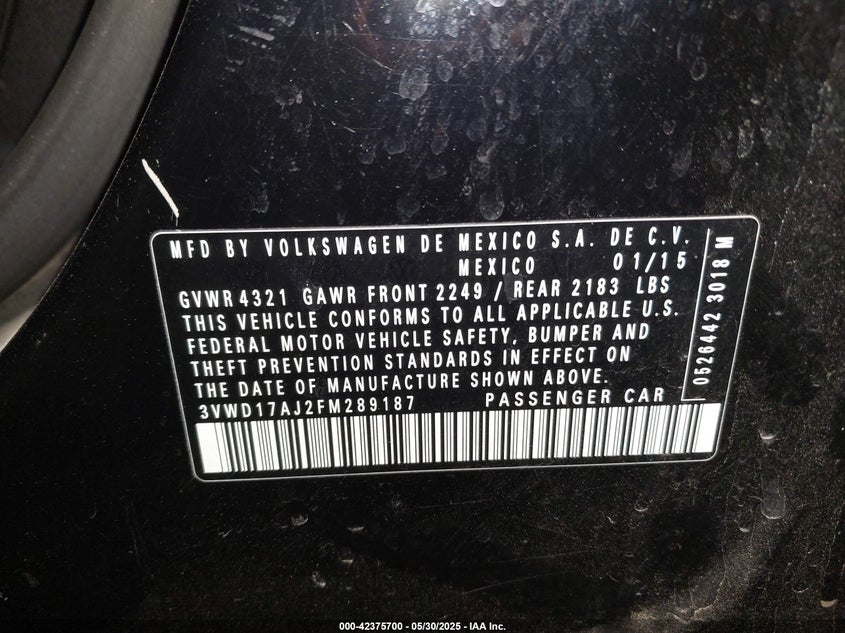 MFD BY VOLKSWAGEN DE MEXICO S.A. DE C.V.
MEXICO 01/15
GVWR 4321 GAWR FRONT 2249 / REAR 2183 LBS
THIS VEHICLE CONFORMS TO ALL APPLICABLE U.S.
FEDERAL MOTOR VEHICLE SAFETY, BUMPER AND
THEFT PREVENTION STANDARDS IN EFFECT ON
THE DATE OF MANUFACTURE SHOWN ABOVE.
3VWD17AJ2FM289187 PASSENGER CAR
0526442 3018 M
000-42375700 - 05/30/2025 - IAA Inc.